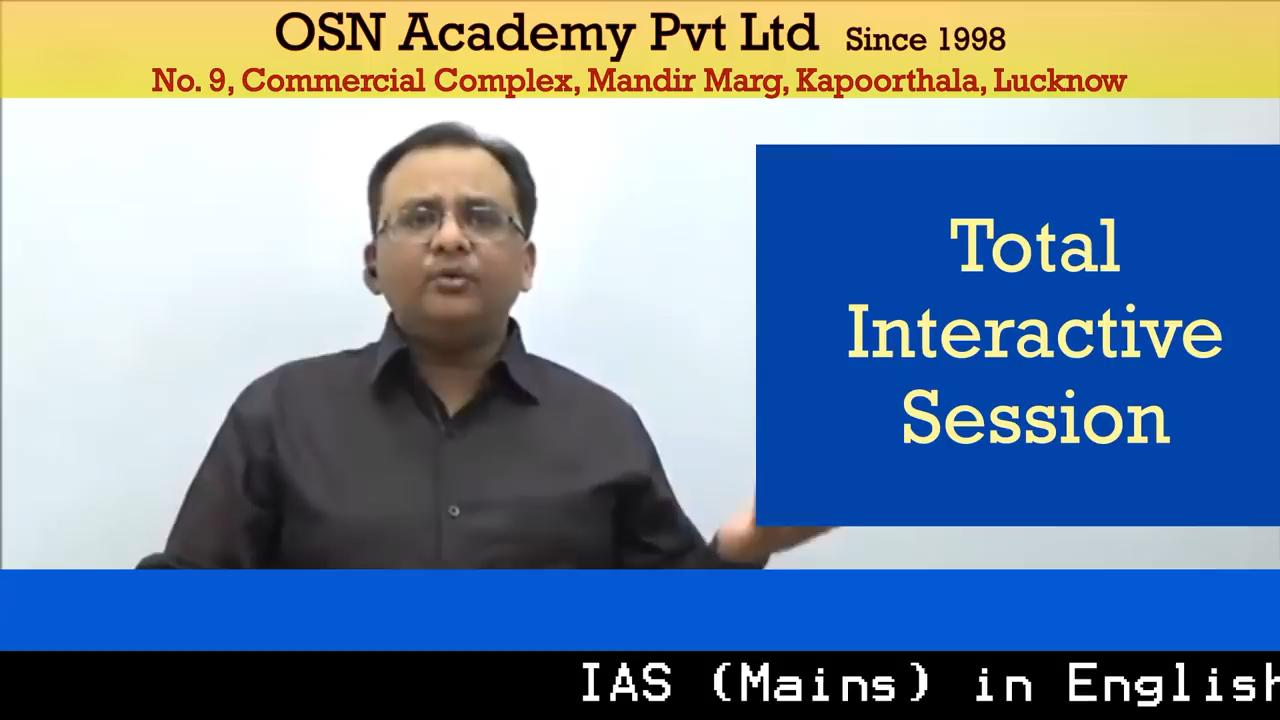 OSN Academy Pvt Ltd Since 1998
No. 9, Commercial Complex, Mandir Marg, Kapoorthala, Lucknow
Total
Interactive
Session
IAS (Mains) in English